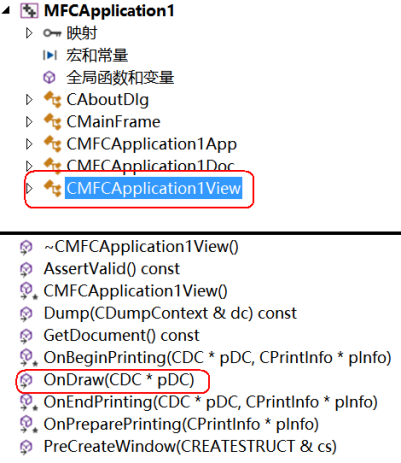 MFCApplication1
映射
宏和常量
全局函数和变量
CAboutDlg
CMainFrame
CMFCApplication1App
CMFCApplication1Doc
CMFCApplication1View
~CMFCApplication1View()
AssertValid() const
CMFCApplication1View()
Dump(CDumpContext & dc) const
GetDocument() const
OnBeginPrinting(CDC * pDC, CPrintInfo * pInfo)
OnDraw(CDC * pDC)
OnEndPrinting(CDC * pDC, CPrintInfo * pInfo)
OnPreparePrinting(CPrintInfo * pInfo)
PreCreateWindow(CREATESTRUCT & cs)